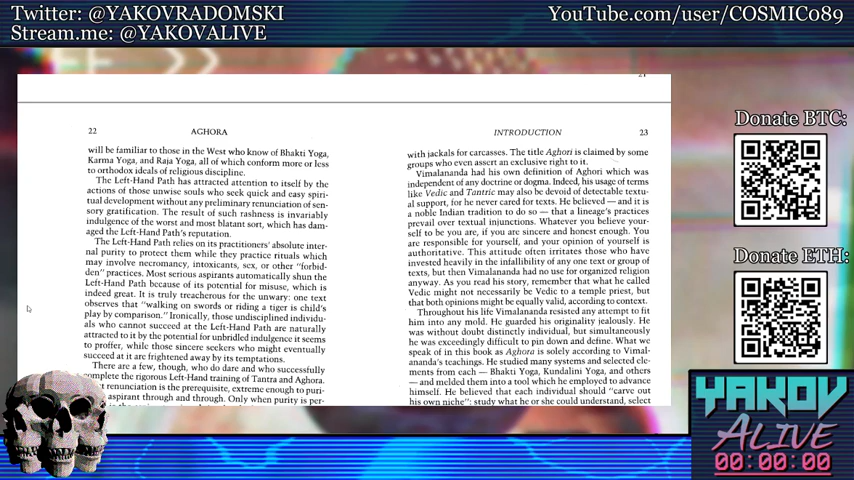 Twitter: @YAKOVRADOMSKI
Stream.me: @YAKOVALIVE
YouTube.com/user/COSMIC089
22
AGHORA
will be familiar to those in the West who know of Bhakti Yoga,
Karma Yoga, and Raja Yoga, all of which conform more or less
to orthodox ideals of religious discipline.
The Left-Hand Path has attracted attention to itself by the
actions of those unwise souls who seek quick and easy spiri-
tual development without any preliminary renunciation of sen-
sory gratification. The result of such rashness is invariably
indulgence of the worst and most blatant sort, which has dam-
aged the Left-Hand Path's reputation.
The Left-Hand Path relies on its practitioners' absolute inter-
nal purity to protect them while they practice rituals which
may involve necromancy, intoxicants, sex, or other "forbid-
den" practices. Most serious aspirants automatically shun the
Left-Hand Path because of its potential for misuse, which is
indeed great. It is truly treacherous for the unwary: one text
observes that "walking on swords or riding a tiger is child's
play by comparison." Ironically, those undisciplined individu-
als who cannot succeed at the Left-Hand Path are naturally
attracted to it by the potential for unbridled indulgence it seems
to proffer, while those sincere seekers who might eventually
succeed at it are frightened away by its temptations.
There are a few, though, who do dare and who successfully
complete the rigorous Left-Hand training of Tantra and Aghora.
renunciation is the prerequisite, extreme enough to puri-
aspirant through and through. Only when purity is per-
21
INTRODUCTION
23
with jackals for carcasses. The title Aghori is claimed by some
groups who even assert an exclusive right to it.
Vimalananda had his own definition of Aghori which was
independent of any doctrine or dogma. Indeed, his usage of terms
like Vedic and Tantric may also be devoid of detectable textu-
al support, for he never cared for texts. He believed — and it is
a noble Indian tradition to do so — that a lineage's practices
prevail over textual injunctions. Whatever you believe your-
self to be you are, if you are sincere and honest enough. You
are responsible for yourself, and your opinion of yourself is
authoritative. This attitude often irritates those who have
invested heavily in the infallibility of any one text or group of
texts, but then Vimalananda had no use for organized religion
anyway. As you read his story, remember that what he called
Vedic might not necessarily be Vedic to a temple priest, but
that both opinions might be equally valid, according to context.
Throughout his life Vimalananda resisted any attempt to fit
him into any mold. He guarded his originality jealously. He
was without doubt distinctly individual, but simultaneously
he was exceedingly difficult to pin down and define. What we
speak of in this book as Aghora is solely according to Vimal-
ananda's teachings. He studied many systems and selected ele-
ments from each — Bhakti Yoga, Kundalini Yoga, and others
— and melded them into a tool which he employed to advance
himself. He believed that each individual should "carve out
his own niche": study what he or she could understand, select
Donate BTC:
Donate ETH:
YAKOV
ALIVE
00:00:00